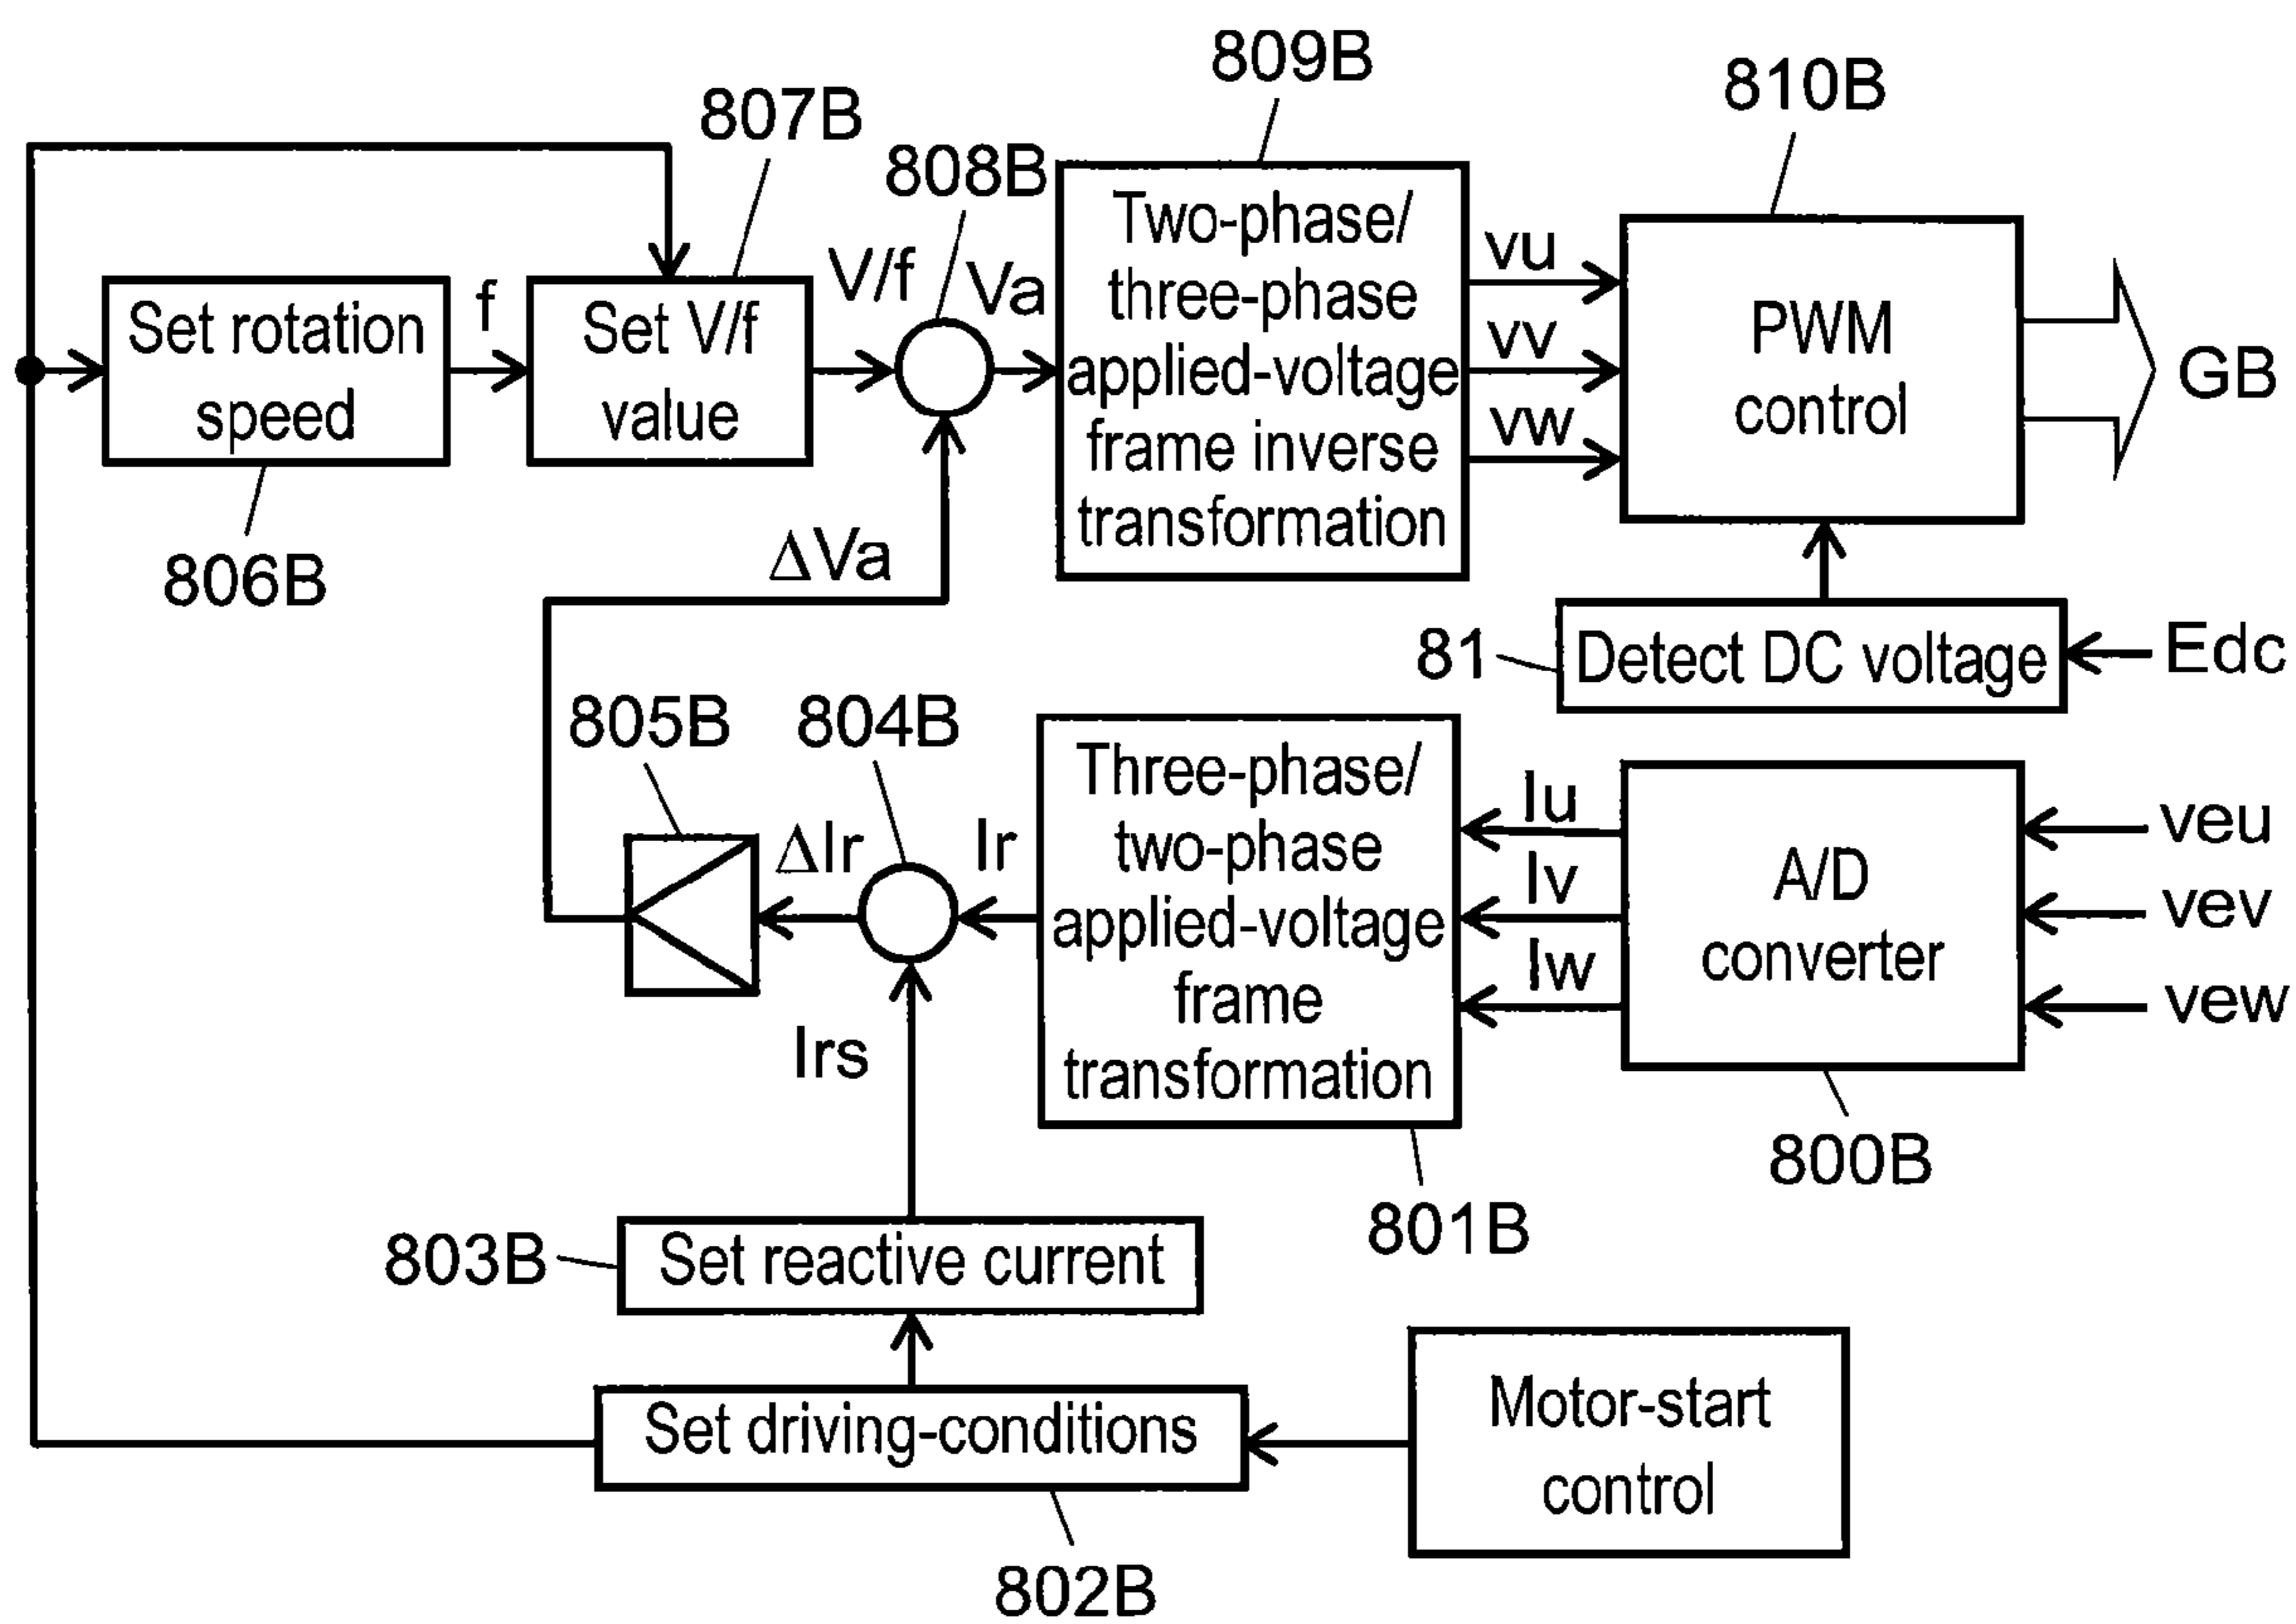 809B
810B
807B
808B
Two-phase/
three-phase
applied-voltage
frame inverse
transformation
vu
vv
vw
PWM
control
GB
V/f
Va
f
Set rotation
speed
Set V/f
value
806B
ΔVa
81
Detect DC voltage
Edc
805B
804B
Three-phase/
two-phase
applied-voltage
frame
transformation
ΔIr
Ir
Iu
Iv
Iw
A/D
converter
veu
vev
vew
Irs
800B
801B
803B
Set reactive current
Set driving-conditions
Motor-start
control
802B